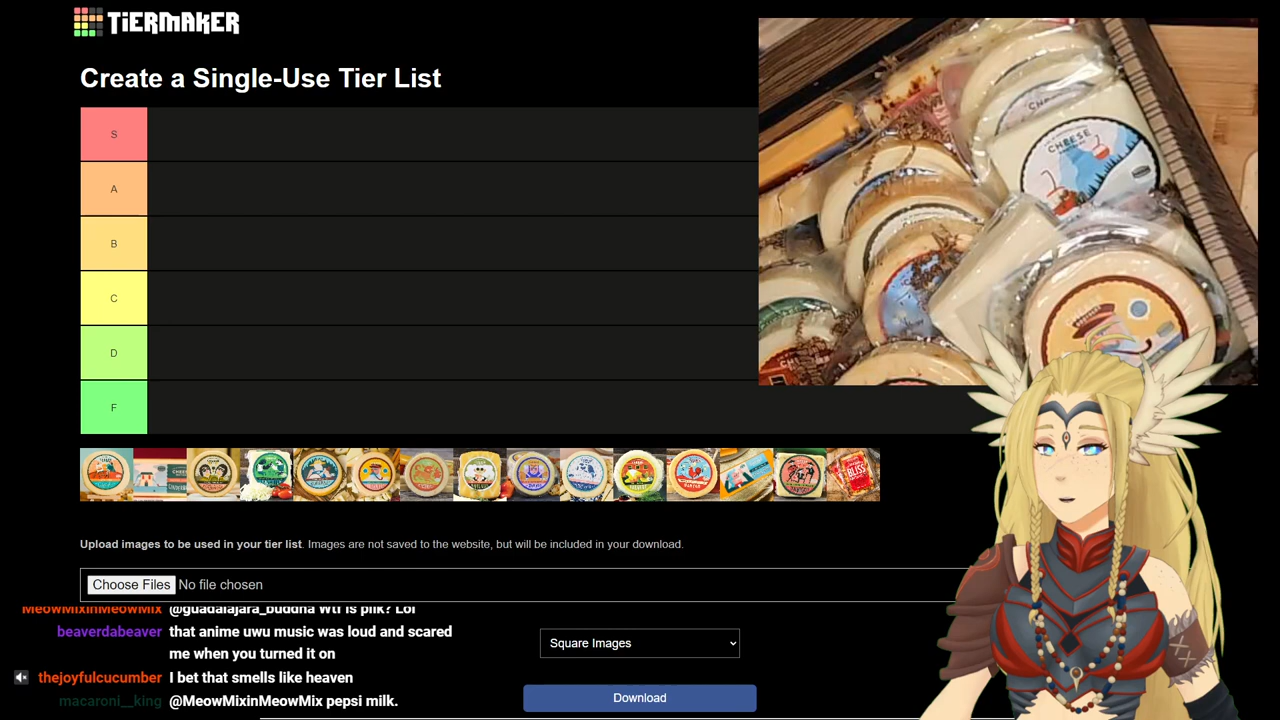 TiERMAKER
Create a Single-Use Tier List
S
A
B
C
D
F
CHEESE
Upload images to be used in your tier list. Images are not saved to the website, but will be included in your download.
Choose Files No file chosen
MeowMixinMeowMix @guadalajara_buddha Wtf is pilk? Lol
beaverdabeaver that anime uwu music was loud and scared
me when you turned it on
thejoyfulcucumber I bet that smells like heaven
macaroni__king @MeowMixinMeowMix pepsi milk.
Square Images
Download